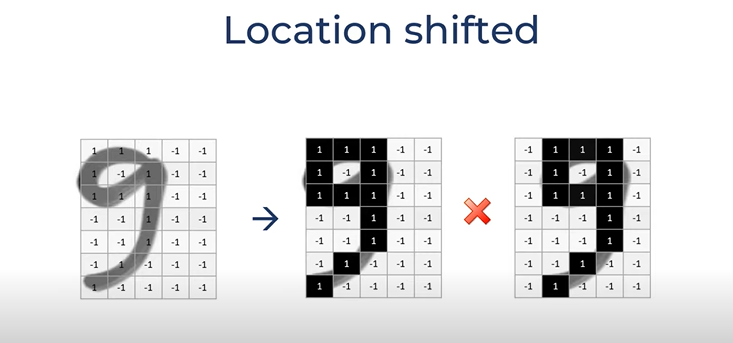 Location shifted
1 1 1 -1 -1 1 1 1 -1 -1 -1 1 1 1 -1
1 -1 1 -1 -1 1 -1 1 -1 -1 -1 1 -1 1 -1
1 1 1 -1 -1 1 1 1 -1 -1 -1 1 1 1 -1
-1 -1 1 -1 -1 -1 -1 1 -1 -1 -1 -1 -1 1 -1
-1 -1 1 -1 -1 -1 -1 1 -1 -1 -1 -1 -1 1 -1
-1 1 -1 -1 -1 -1 1 -1 -1 -1 -1 -1 1 -1 -1
1 -1 -1 -1 -1 1 -1 -1 -1 -1 -1 1 -1 -1 -1